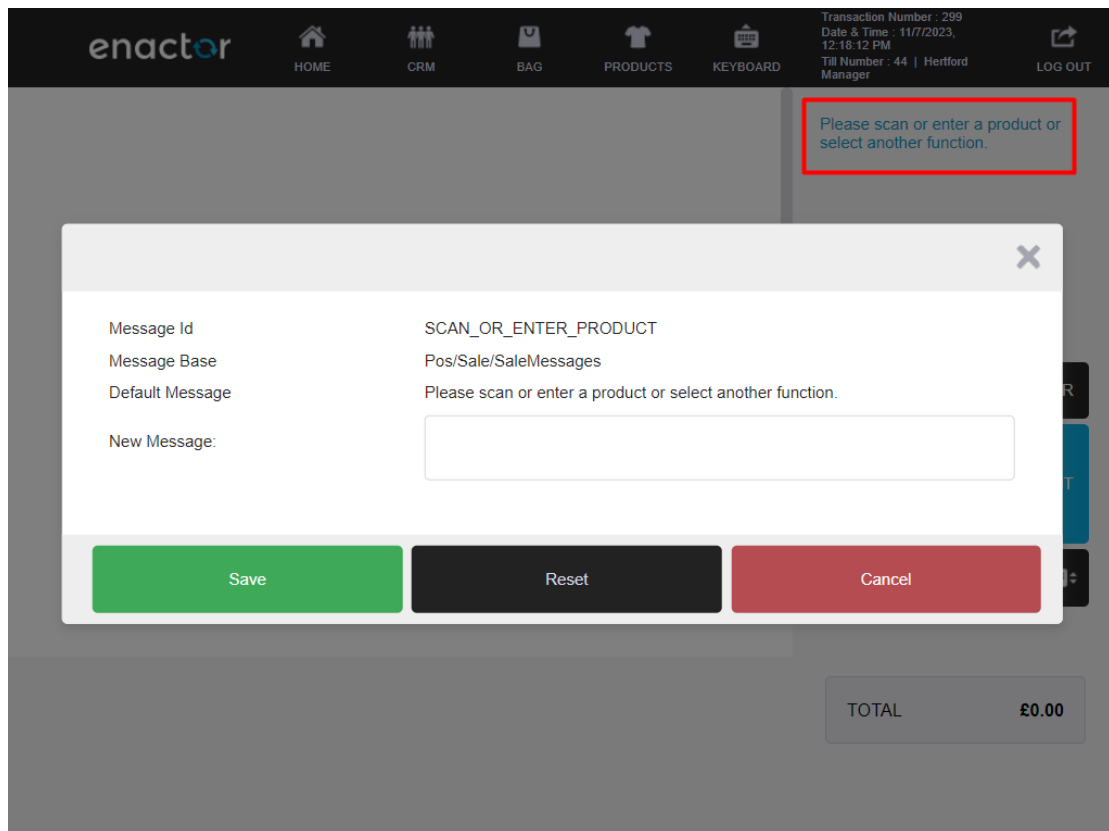 enactor
HOME
CRM
BAG
PRODUCTS
KEYBOARD
Transaction Number : 299
Date & Time : 11/7/2023,
12:18:12 PM
Till Number : 44 | Hertford
Manager
LOG OUT
Please scan or enter a product or
select another function.
Message Id SCAN_OR_ENTER_PRODUCT
Message Base Pos/Sale/SaleMessages
Default Message Please scan or enter a product or select another function.
New Message:
R
T
Save Reset Cancel
TOTAL £0.00